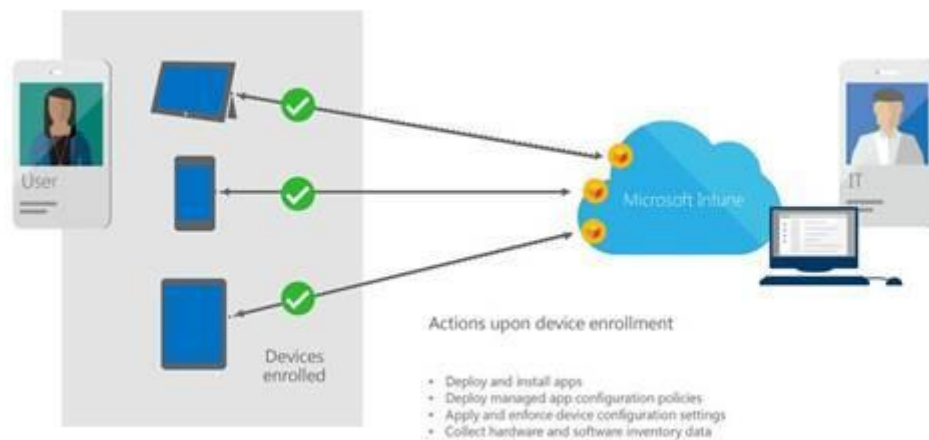 User
Microsoft Intune
IT
Devices
enrolled
Actions upon device enrollment
• Deploy and install apps
• Deploy managed app configuration policies
• Apply and enforce device configuration settings
• Collect hardware and software inventory data